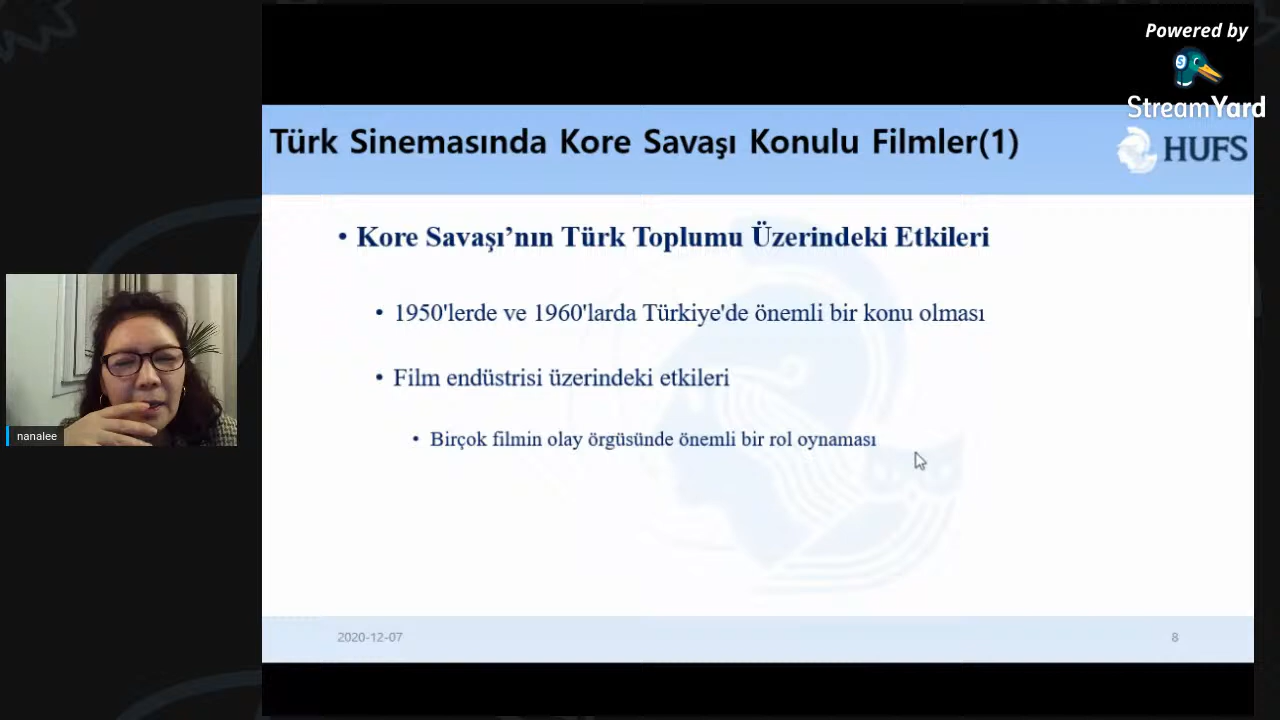 Powered by
StreamYard
Türk Sinemasında Kore Savaşı Konulu Filmler(1)
HUFS
• Kore Savaşı’nın Türk Toplumu Üzerindeki Etkileri
• 1950'lerde ve 1960'larda Türkiye'de önemli bir konu olması
• Film endüstrisi üzerindeki etkileri
• Birçok filmin olay örgüsünde önemli bir rol oynaması
nanalee
2020-12-07
8